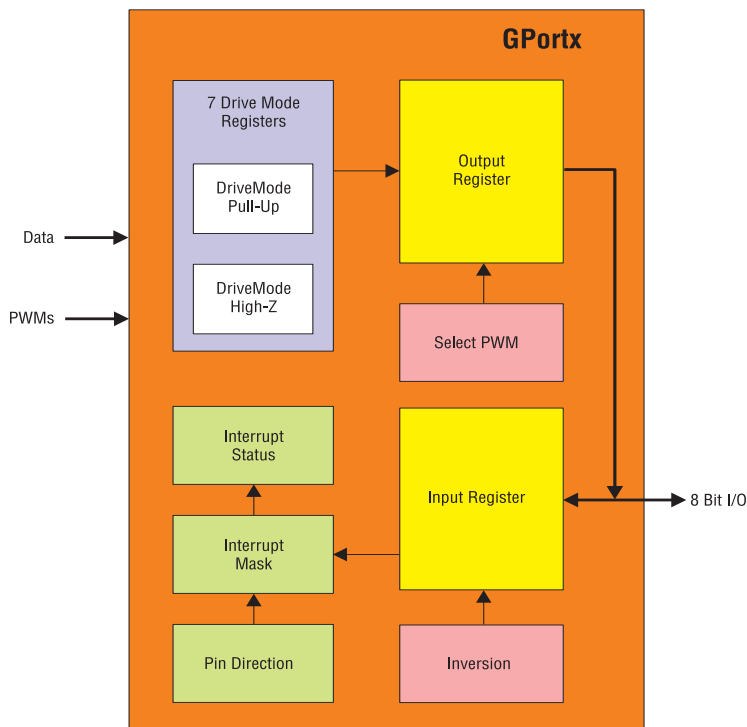 GPortx
7 Drive Mode
Registers
DriveMode
Pull-Up
DriveMode
High-Z
Output
Register
Data
PWMs
Select PWM
Interrupt
Status
Input Register
8 Bit I/O
Interrupt
Mask
Pin Direction
Inversion